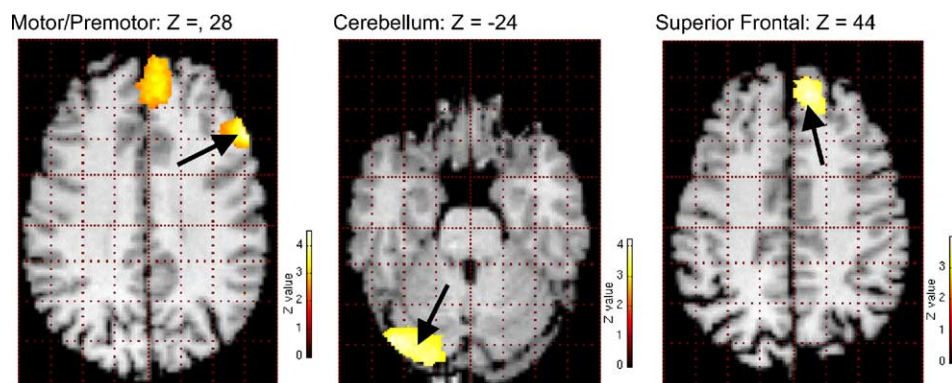 Motor/Premotor: Z =, 28
Cerebellum: Z = -24
Superior Frontal: Z = 44
4
3
2
1
0
Z value
4
3
2
1
0
Z value
3
2
1
0
Z value